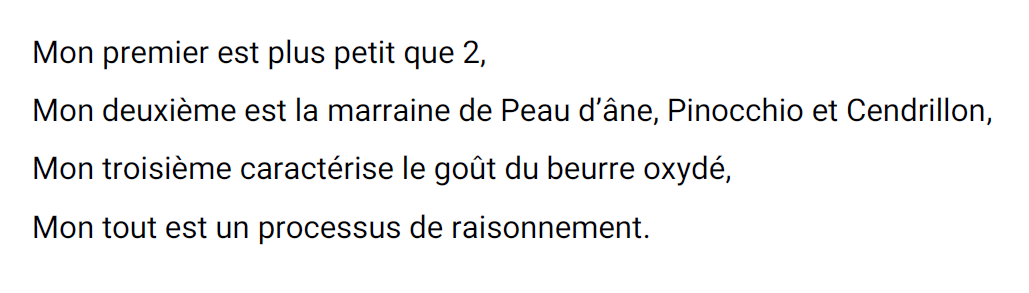 Mon premier est plus petit que 2,
Mon deuxième est la marraine de Peau d’âne, Pinocchio et Cendrillon,
Mon troisième caractérise le goût du beurre oxydé,
Mon tout est un processus de raisonnement.